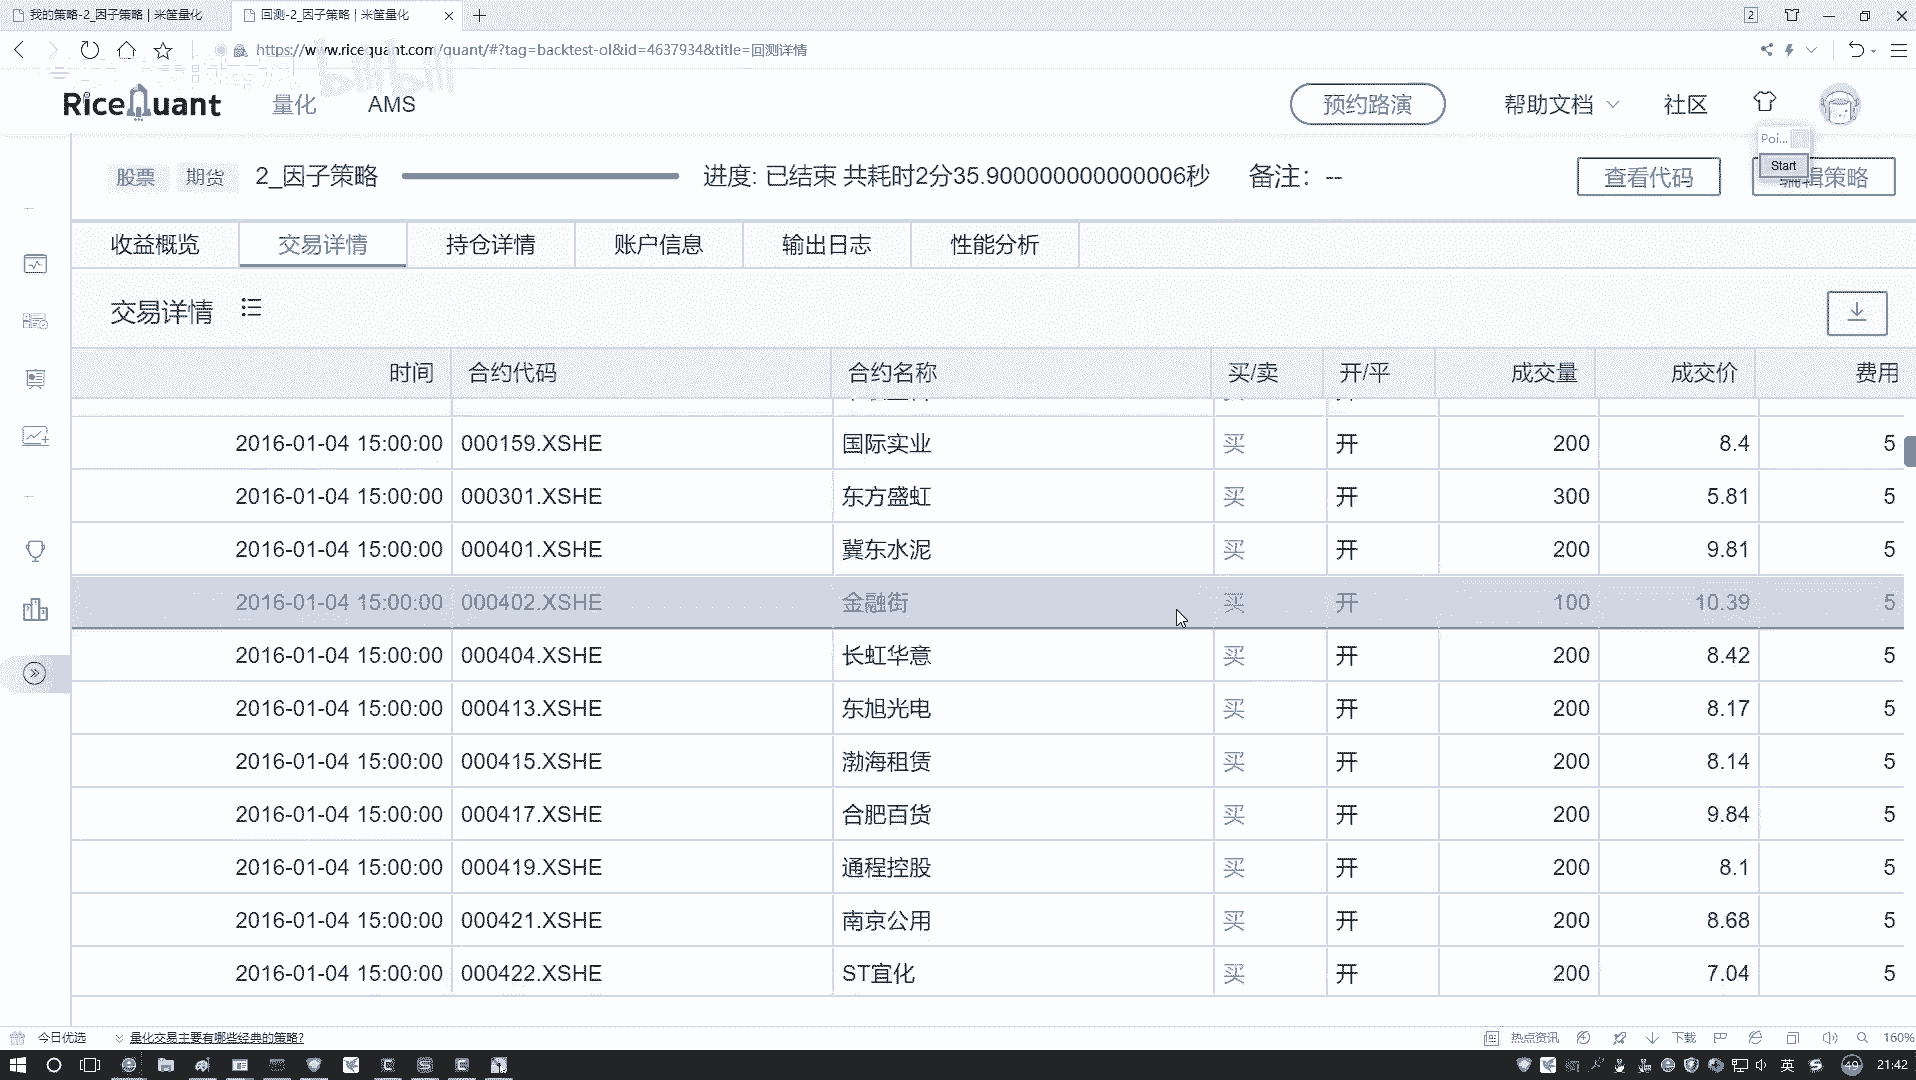 我的策略-2_因子策略 | 米筐量化
回测-2_因子策略 | 米筐量化
2
https://www.ricequant.com/quant/#?tag=backtest-ol&id=4637934&title=回测详情
bilibili
RiceQuant 量化 AMS 预约路演 帮助文档 社区
Poi...
Start
股票 期货 2_因子策略 进度: 已结束 共耗时2分35.900000000000006秒 备注: -- 查看代码 编辑策略
收益概览 交易详情 持仓详情 账户信息 输出日志 性能分析
交易详情
时间 合约代码 合约名称 买/卖 开/平 成交量 成交价 费用
2016-01-04 15:00:00 000159.XSHE 国际实业 买 开 200 8.4 5
2016-01-04 15:00:00 000301.XSHE 东方盛虹 买 开 300 5.81 5
2016-01-04 15:00:00 000401.XSHE 冀东水泥 买 开 200 9.81 5
2016-01-04 15:00:00 000402.XSHE 金融街 买 开 100 10.39 5
2016-01-04 15:00:00 000404.XSHE 长虹华意 买 开 200 8.42 5
2016-01-04 15:00:00 000413.XSHE 东旭光电 买 开 200 8.17 5
2016-01-04 15:00:00 000415.XSHE 渤海租赁 买 开 200 8.14 5
2016-01-04 15:00:00 000417.XSHE 合肥百货 买 开 200 9.84 5
2016-01-04 15:00:00 000419.XSHE 通程控股 买 开 200 8.1 5
2016-01-04 15:00:00 000421.XSHE 南京公用 买 开 200 8.68 5
2016-01-04 15:00:00 000422.XSHE ST宜化 买 开 200 7.04 5
今日优选 量化交易主要有哪些经典的策略? 热点资讯 下载 160%
英 49 21:42